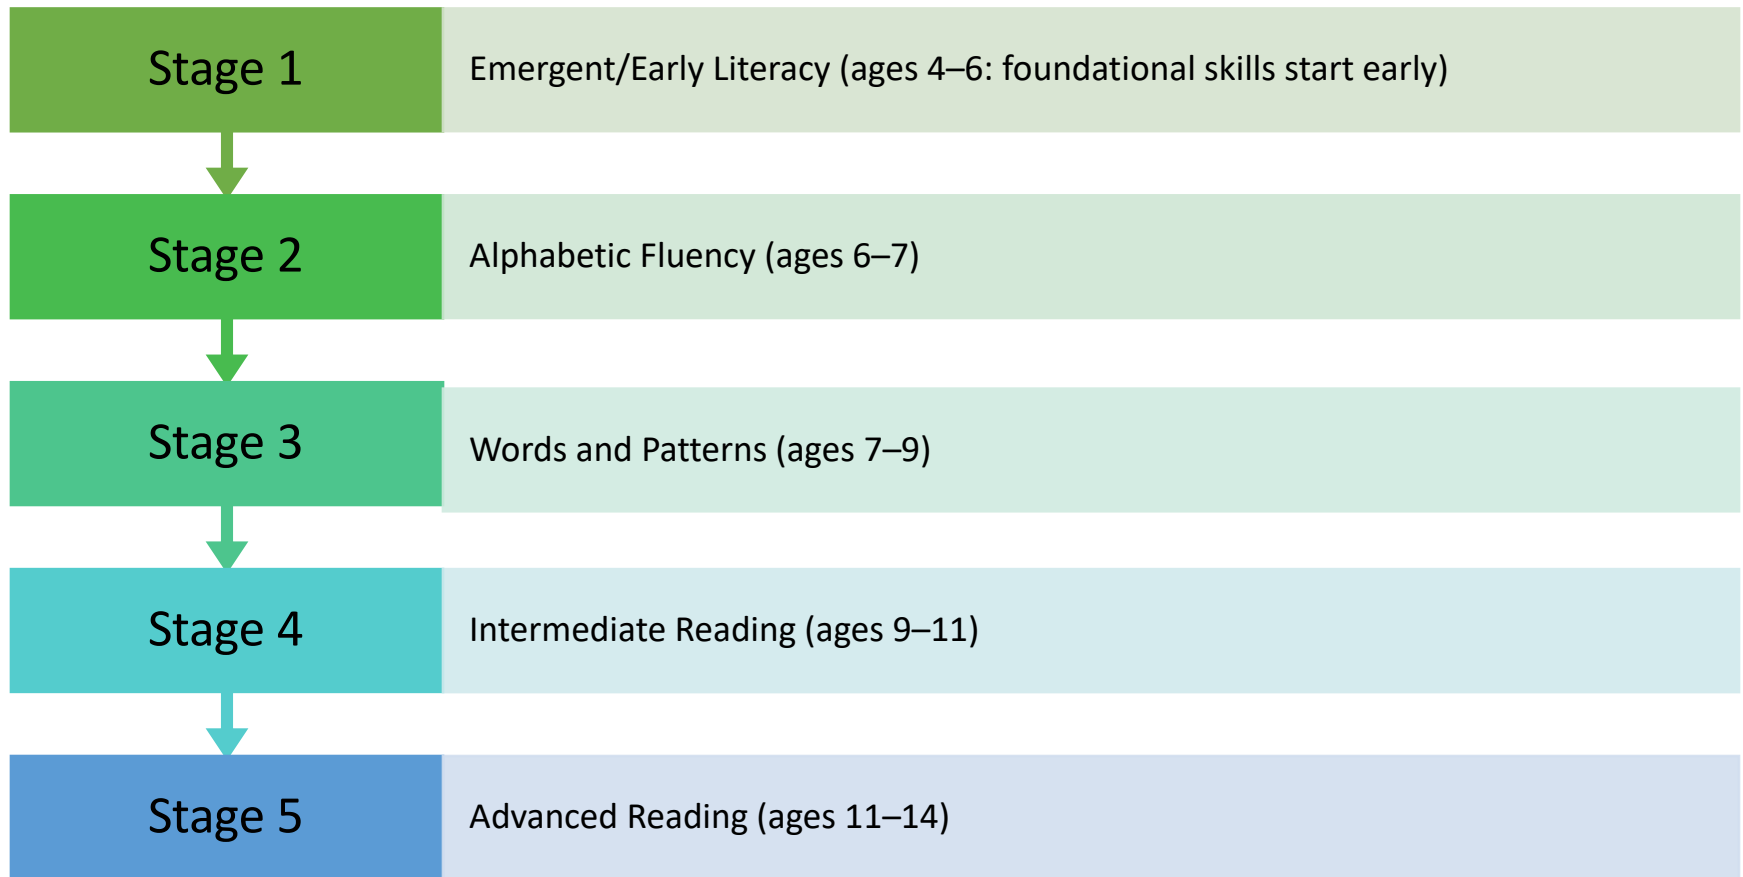 Stage 1
Emergent/Early Literacy (ages 4–6: foundational skills start early)
Stage 2
Alphabetic Fluency (ages 6–7)
Stage 3
Words and Patterns (ages 7–9)
Stage 4
Intermediate Reading (ages 9–11)
Stage 5
Advanced Reading (ages 11–14)